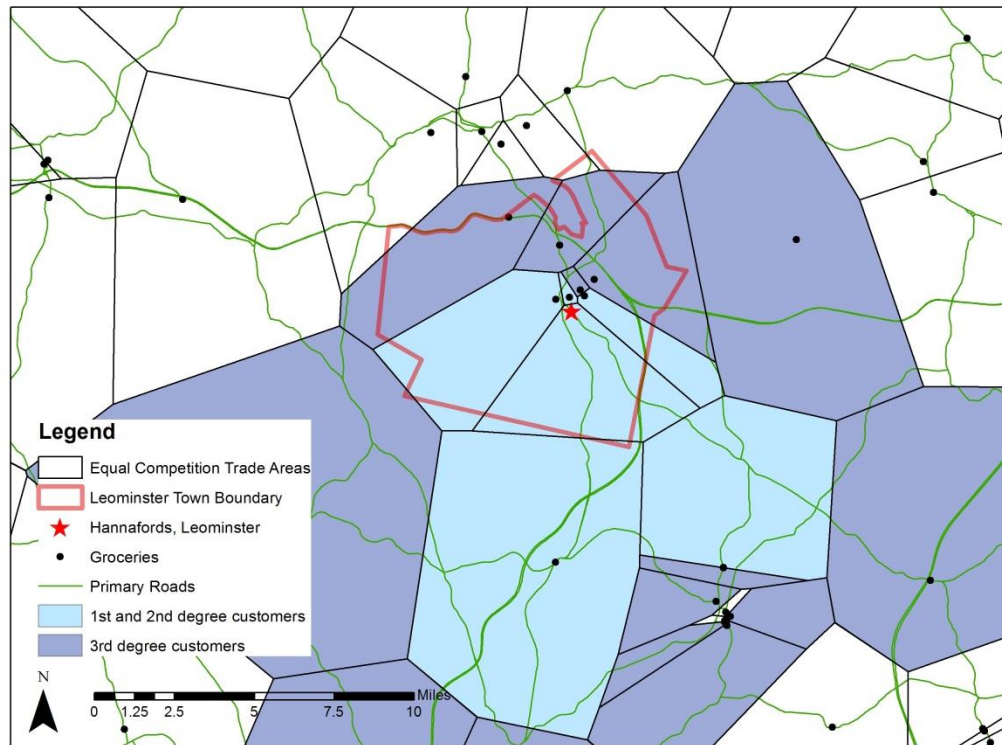 Legend
Equal Competition Trade Areas
Leominster Town Boundary
Hannafords, Leominster
Groceries
Primary Roads
1st and 2nd degree customers
3rd degree customers
N
Miles
0 1.25 2.5 5 7.5 10